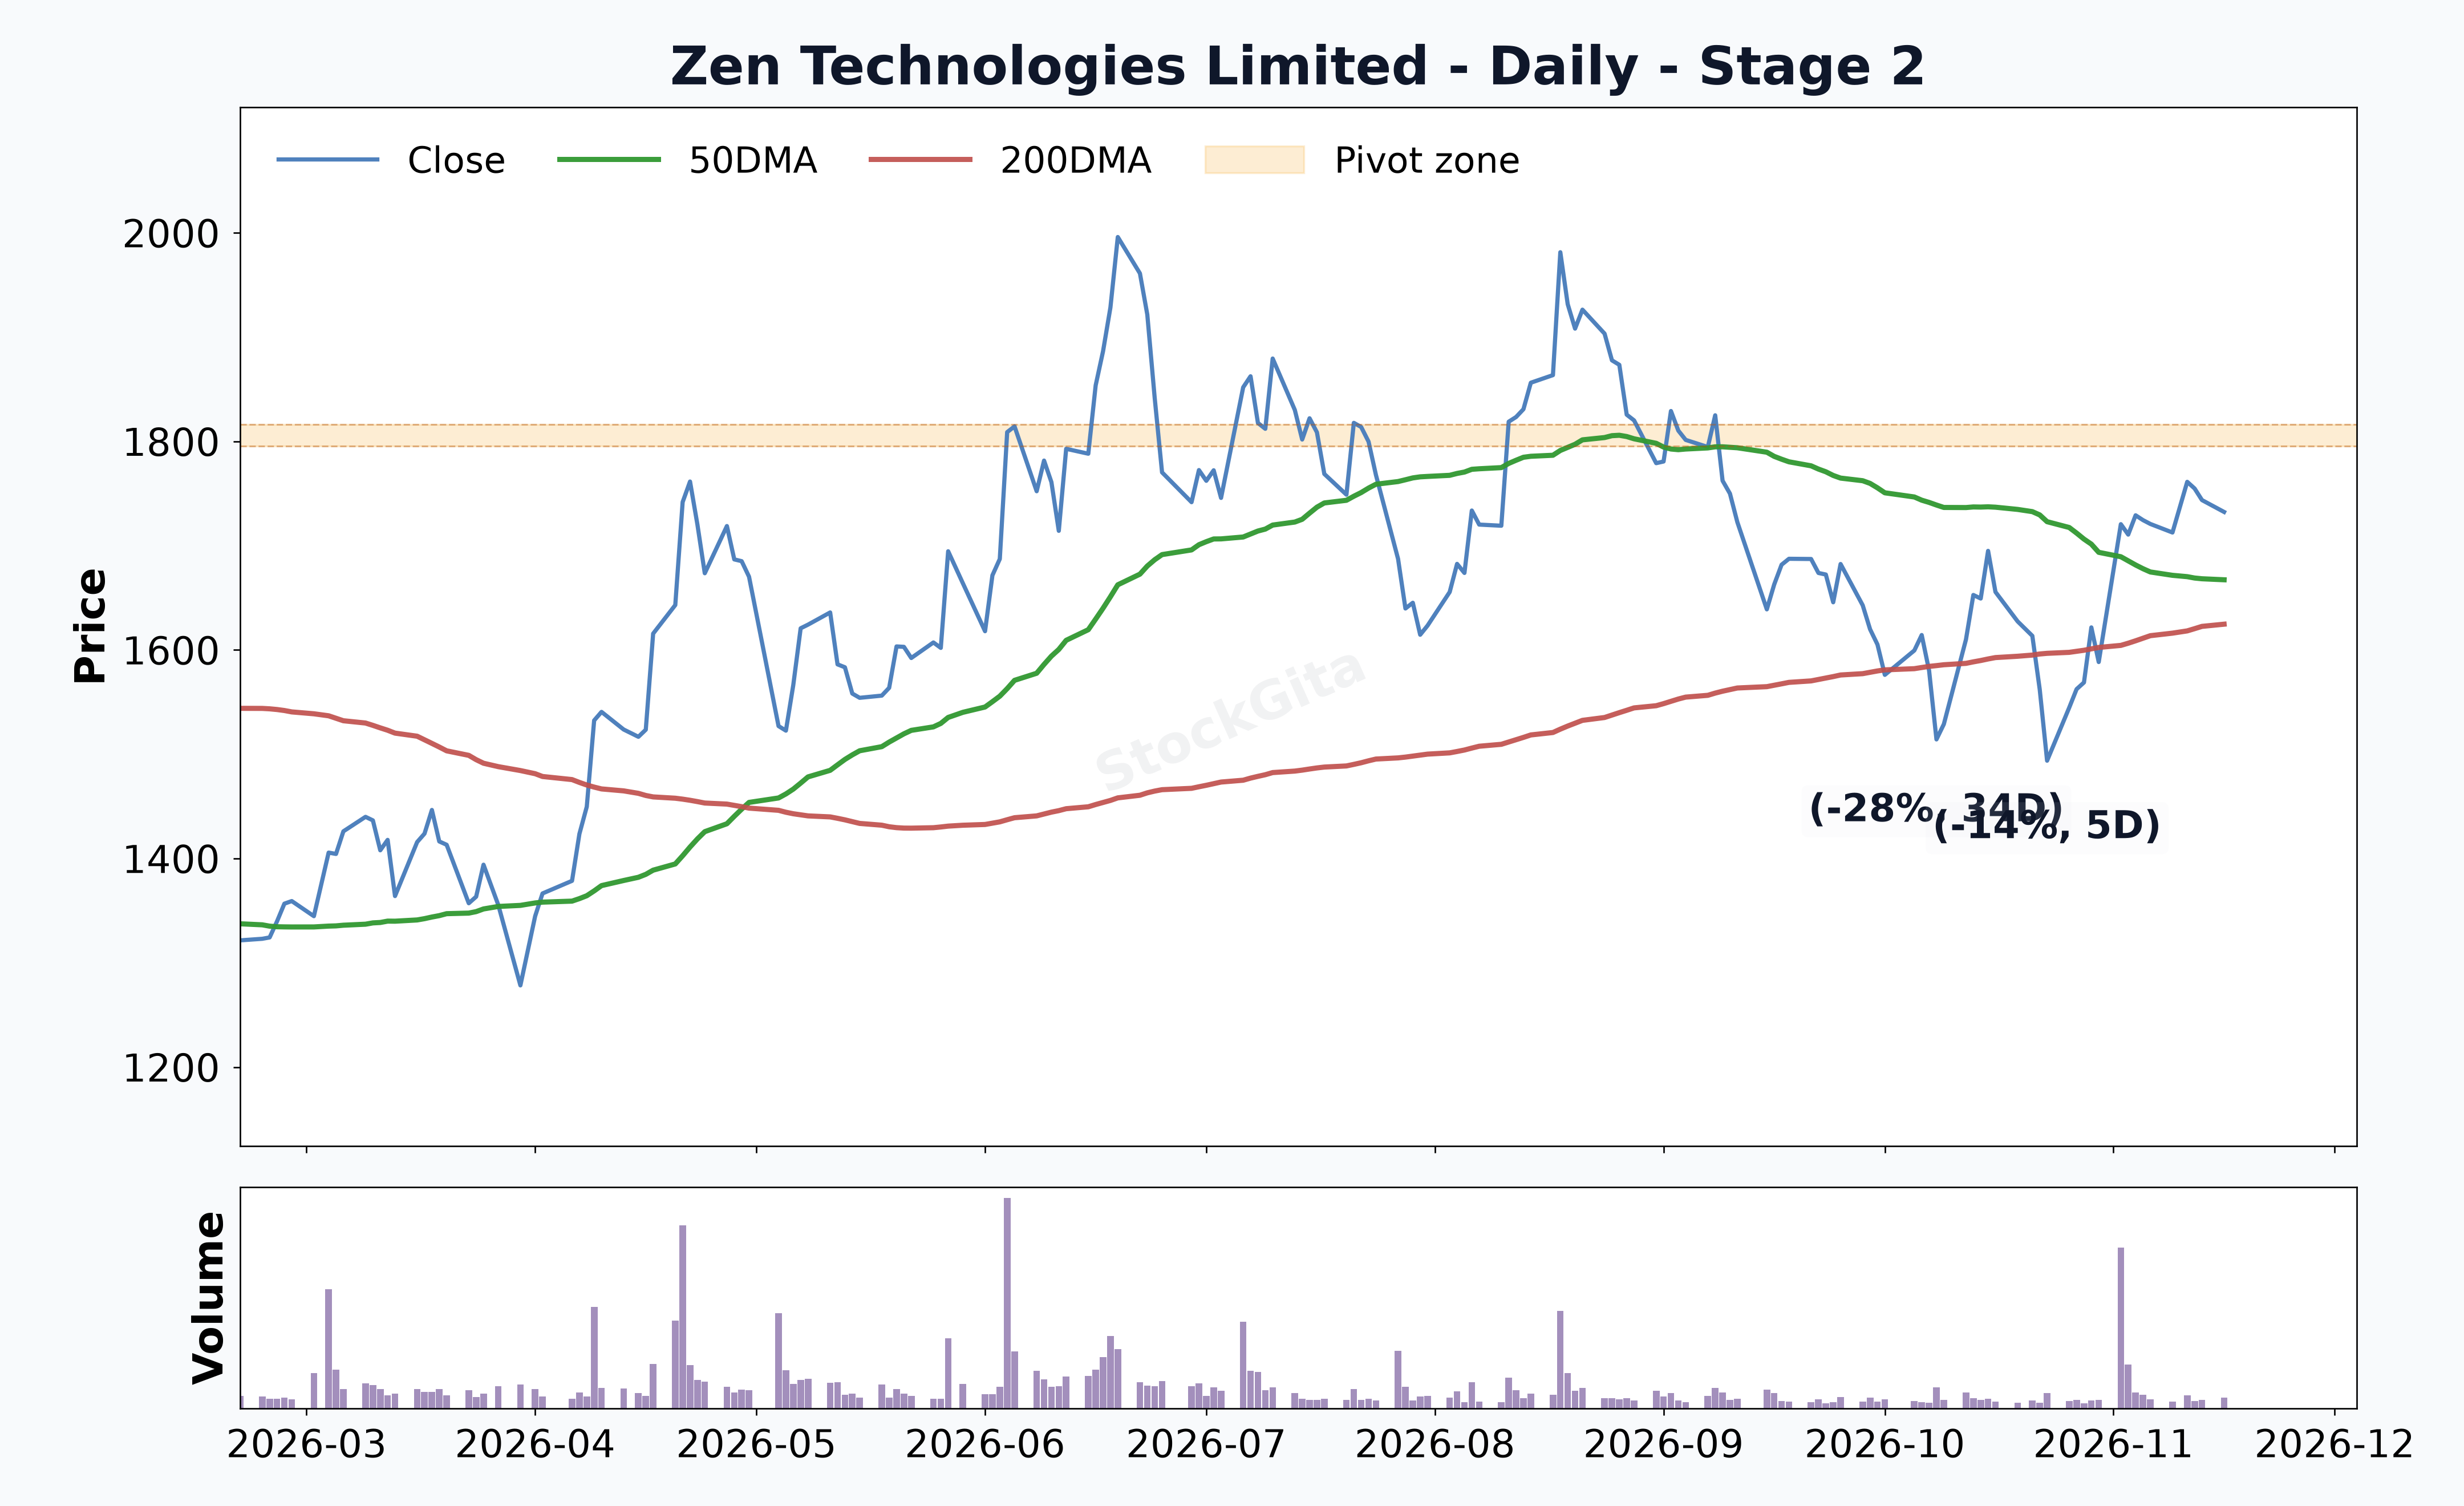 Zen Technologies Limited - Daily - Stage 2
Close 50DMA 200DMA Pivot zone
Price
2000
1800
1600
1400
1200
StockGita
(-28%, 34D)
(-14%, 5D)
Volume
2026-03 2026-04 2026-05 2026-06 2026-07 2026-08 2026-09 2026-10 2026-11 2026-12